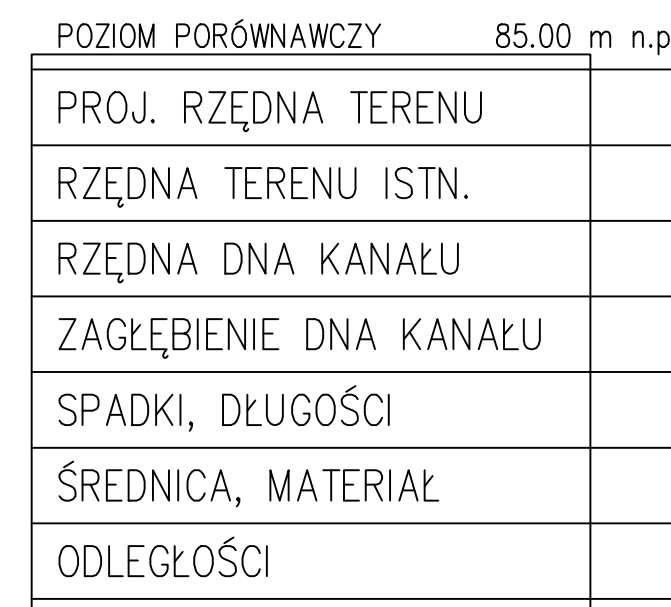 POZIOM PORÓWNAWCZY 85.00 m n.p
PROJ. RZĘDNA TERENU
RZĘDNA TERENU ISTN.
RZĘDNA DNA KANAŁU
ZAGŁĘBIENIE DNA KANAŁU
SPADKI, DŁUGOŚCI
ŚREDNICA, MATERIAŁ
ODLEGŁOŚCI